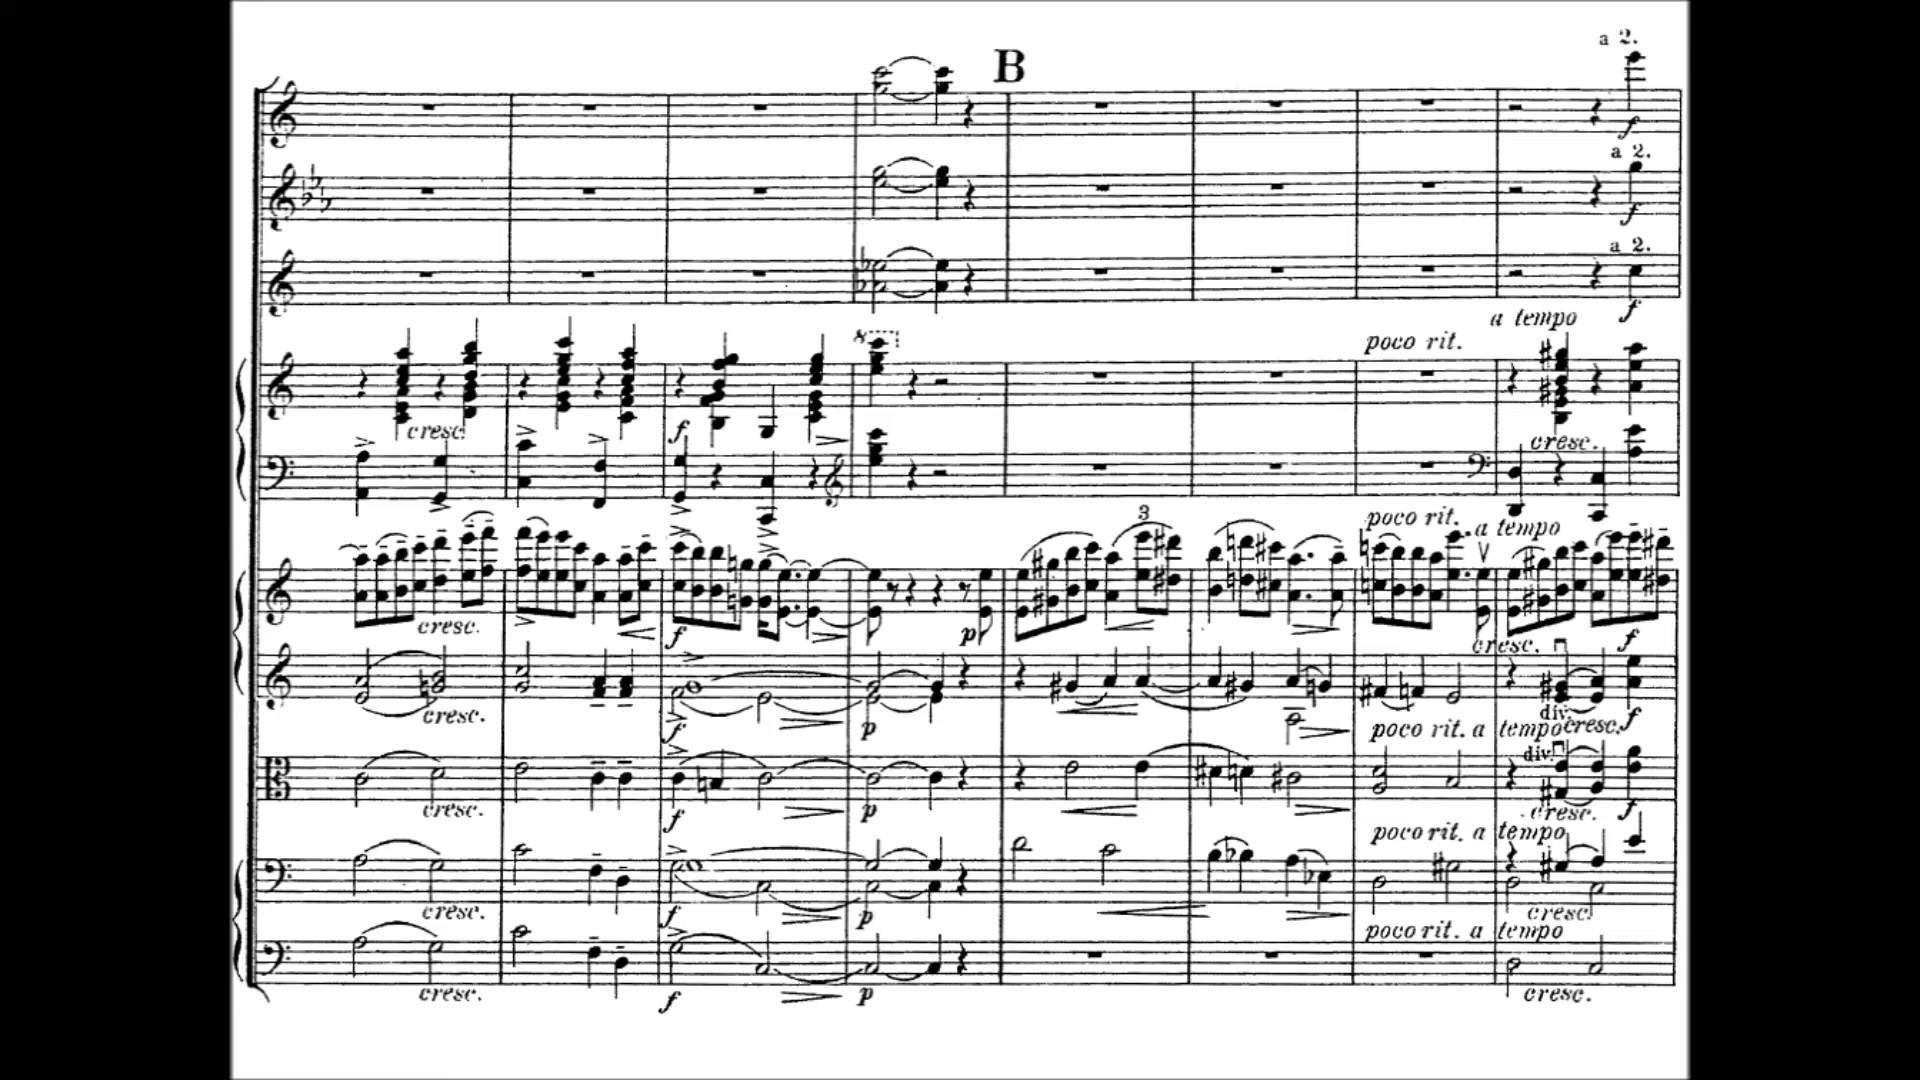 a 2.
B
f
a 2.
f
a 2.
f
a tempo
poco rit.
8
cresc.
f
cresc.
poco rit. a tempo
3
cresc.
f
p
cresc.
f
cresc.
f
p
div.
cresc.
f
poco rit. a tempo
div.
cresc.
f
p
cresc.
f
poco rit. a tempo
cresc.
f
p
cresc.
poco rit. a tempo
cresc.
f
p
cresc.